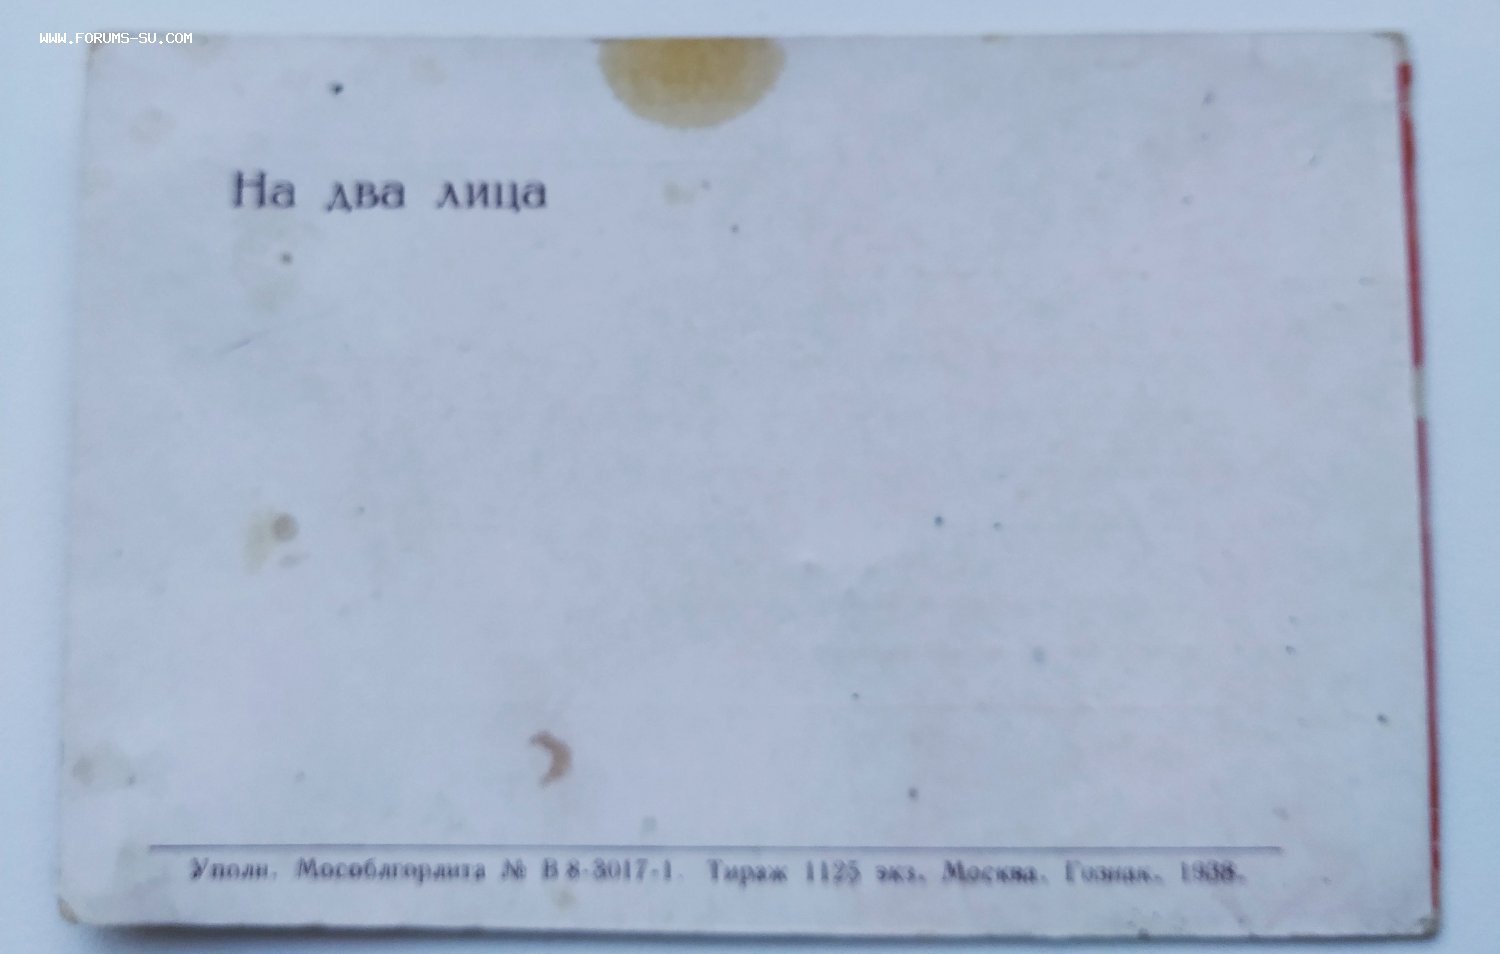 WWW.FORUMS-SU.COM
На два лица
Уполн. Мособлгорлита № В 8-3017-1. Тираж 1125 экз. Москва. Гознак. 1938.